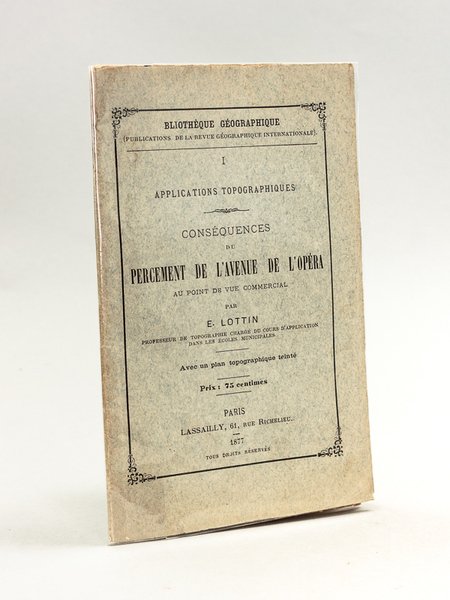 BLIOTHÈQUE GÉOGRAPHIQUE
(PUBLICATIONS DE LA REVUE GÉOGRAPHIQUE INTERNATIONALE).
I
APPLICATIONS TOPOGRAPHIQUES
CONSÉQUENCES
DU
PERCEMENT DE L'AVENUE DE L'OPÉRA
AU POINT DE VUE COMMERCIAL
PAR
E. LOTTIN
PROFESSEUR DE TOPOGRAPHIE CHARGÉ DU COURS D'APPLICATION
DANS LES ÉCOLES MUNICIPALES.
Avec un plan topographique teinté
Prix : 75 centimes
PARIS
LASSAILLY, 61, RUE RICHELIEU.
1877
TOUS DROITS RÉSERVÉS